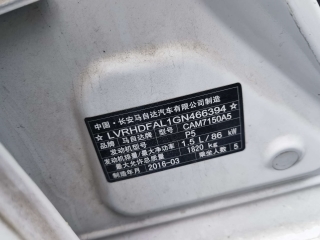 中国·长安马自达汽车有限公司制造
★ LVRHDFAL1GN466394 ★
品牌 马自达牌 型号 CAM7150A5
发动机型号 P5
发动机排量/最大净功率 1.5 L/86 kW
最大允许总质量 1820 kg
制造年月 2016-03 乘坐人数 5